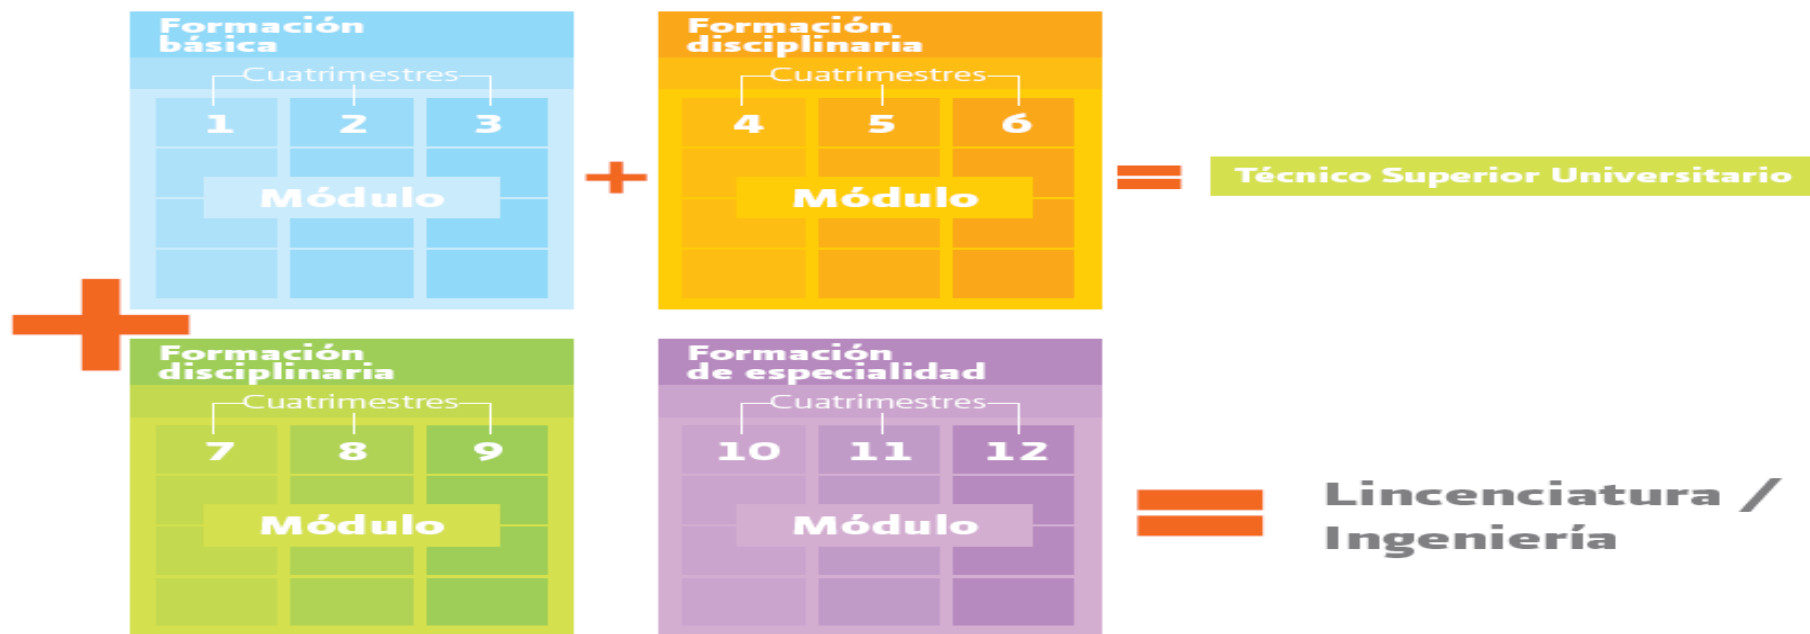 Formación
básica
Cuatrimestres
1 2 3
Módulo
+
Formación
disciplinaria
Cuatrimestres
4 5 6
Módulo
=
Técnico Superior Universitario
+
Formación
disciplinaria
Cuatrimestres
7 8 9
Módulo
Formación
de especialidad
Cuatrimestres
10 11 12
Módulo
=
Lincenciatura /
Ingeniería